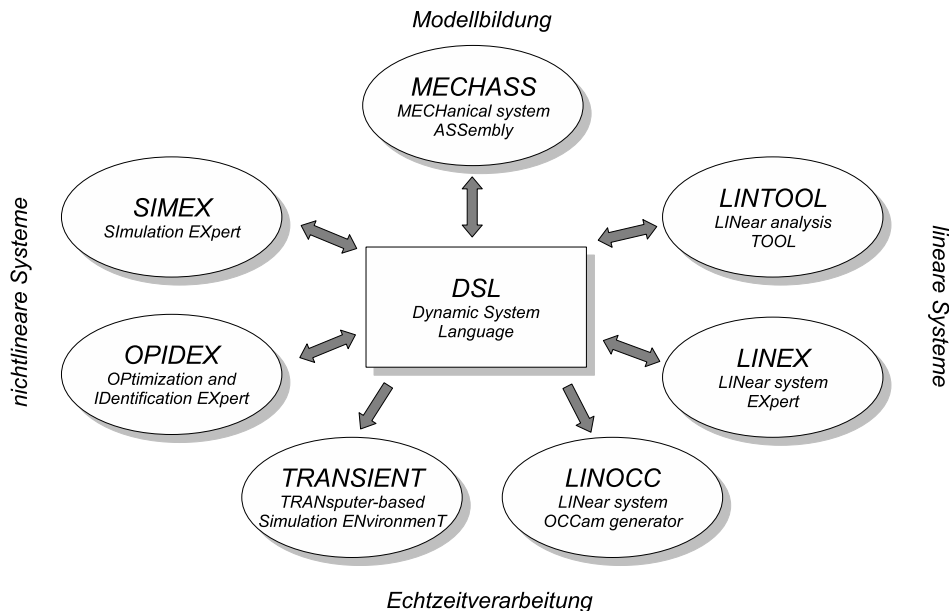 Modellbildung
MECHASS
MECHanical system
ASSembly
SIMEX
SImulation EXpert
LINTOOL
LINear analysis
TOOL
nichtlineare Systeme
lineare Systeme
DSL
Dynamic System
Language
OPIDEX
OPtimization and
IDentification EXpert
LINEX
LINear system
EXpert
TRANSIENT
TRANsputer-based
Simulation ENvironmenT
LINOCC
LINear system
OCCam generator
Echtzeitverarbeitung